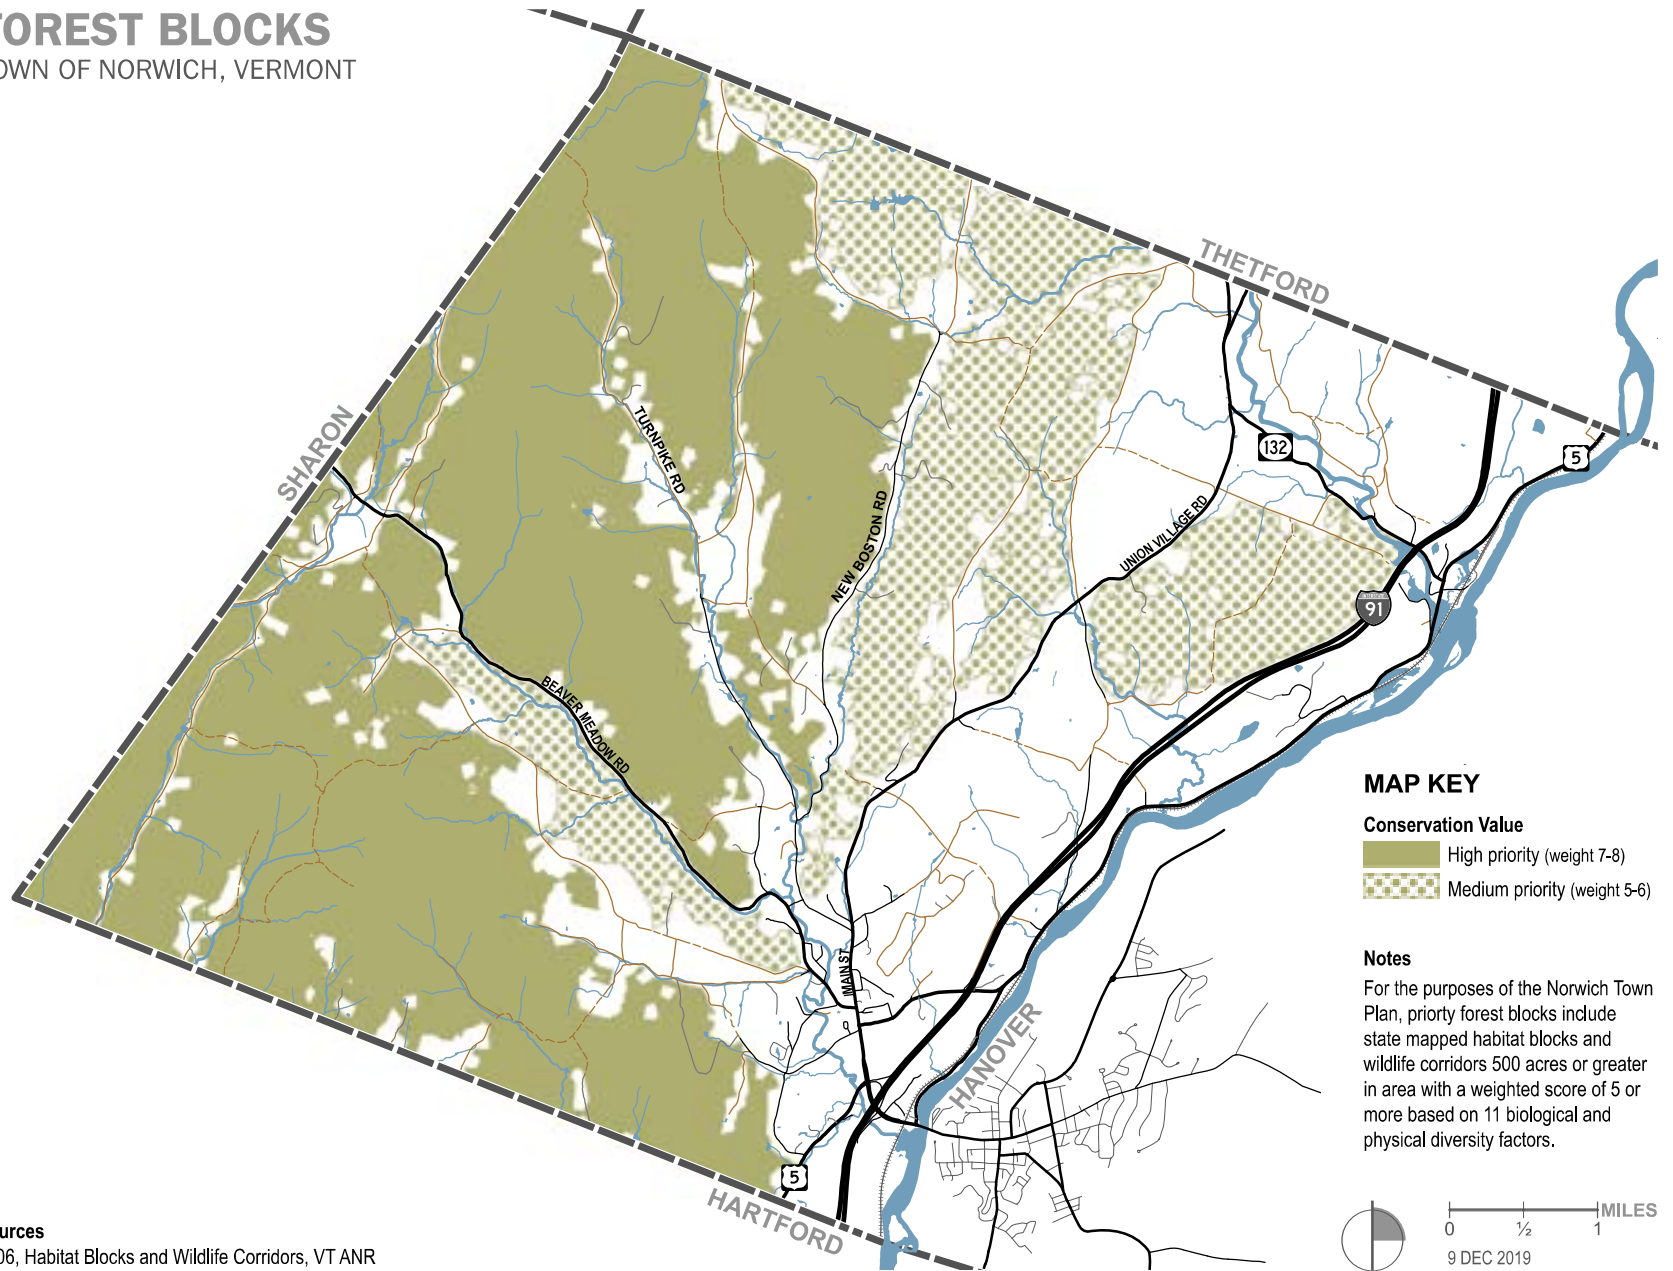 FOREST BLOCKS
OWN OF NORWICH, VERMONT
THETFORD
SHARON
TURNPIKE RD
132
5
NEW BOSTON RD
UNION VILLAGE RD
91
BEAVER MEADOW RD
MAIN ST
HANOVER
5
HARTFORD
MAP KEY
Conservation Value
High priority (weight 7-8)
Medium priority (weight 5-6)
Notes
For the purposes of the Norwich Town
Plan, priorty forest blocks include
state mapped habitat blocks and
wildlife corridors 500 acres or greater
in area with a weighted score of 5 or
more based on 11 biological and
physical diversity factors.
MILES
0 ½ 1
9 DEC 2019
urces
06, Habitat Blocks and Wildlife Corridors, VT ANR